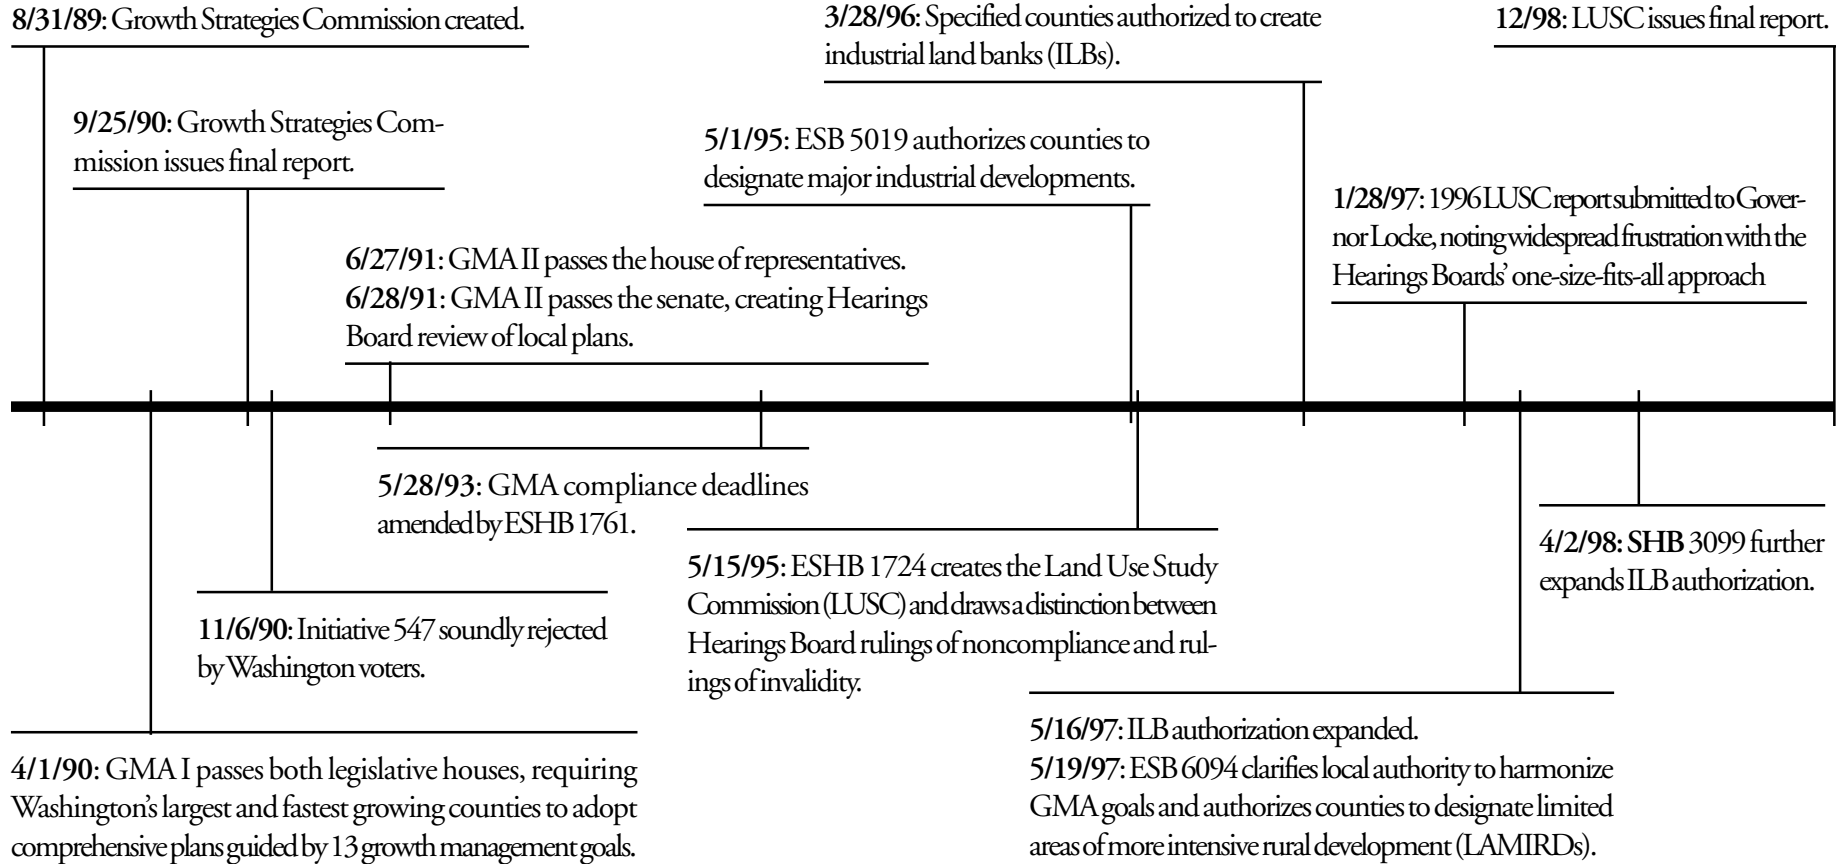 8/31/89: Growth Strategies Commission created.
9/25/90: Growth Strategies Com-
mission issues final report.
6/27/91: GMA II passes the house of representatives.
6/28/91: GMA II passes the senate, creating Hearings
Board review of local plans.
5/1/95: ESB 5019 authorizes counties to
designate major industrial developments.
3/28/96: Specified counties authorized to create
industrial land banks (ILBs).
1/28/97: 1996 LUSC report submitted to Gover-
nor Locke, noting widespread frustration with the
Hearings Boards’ one-size-fits-all approach
12/98: LUSC issues final report.
4/1/90: GMA I passes both legislative houses, requiring
Washington’s largest and fastest growing counties to adopt
comprehensive plans guided by 13 growth management goals.
11/6/90: Initiative 547 soundly rejected
by Washington voters.
5/28/93: GMA compliance deadlines
amended by ESHB 1761.
5/15/95: ESHB 1724 creates the Land Use Study
Commission (LUSC) and draws a distinction between
Hearings Board rulings of noncompliance and rul-
ings of invalidity.
5/16/97: ILB authorization expanded.
5/19/97: ESB 6094 clarifies local authority to harmonize
GMA goals and authorizes counties to designate limited
areas of more intensive rural development (LAMIRDs).
4/2/98: SHB 3099 further
expands ILB authorization.